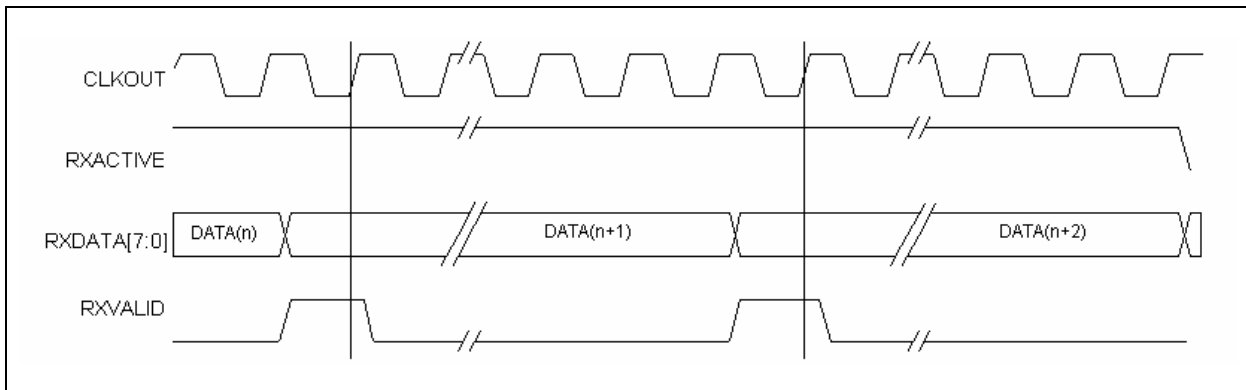 CLKOUT
RXACTIVE
RXDATA[7:0]
DATA(n)
DATA(n+1)
DATA(n+2)
RXVALID